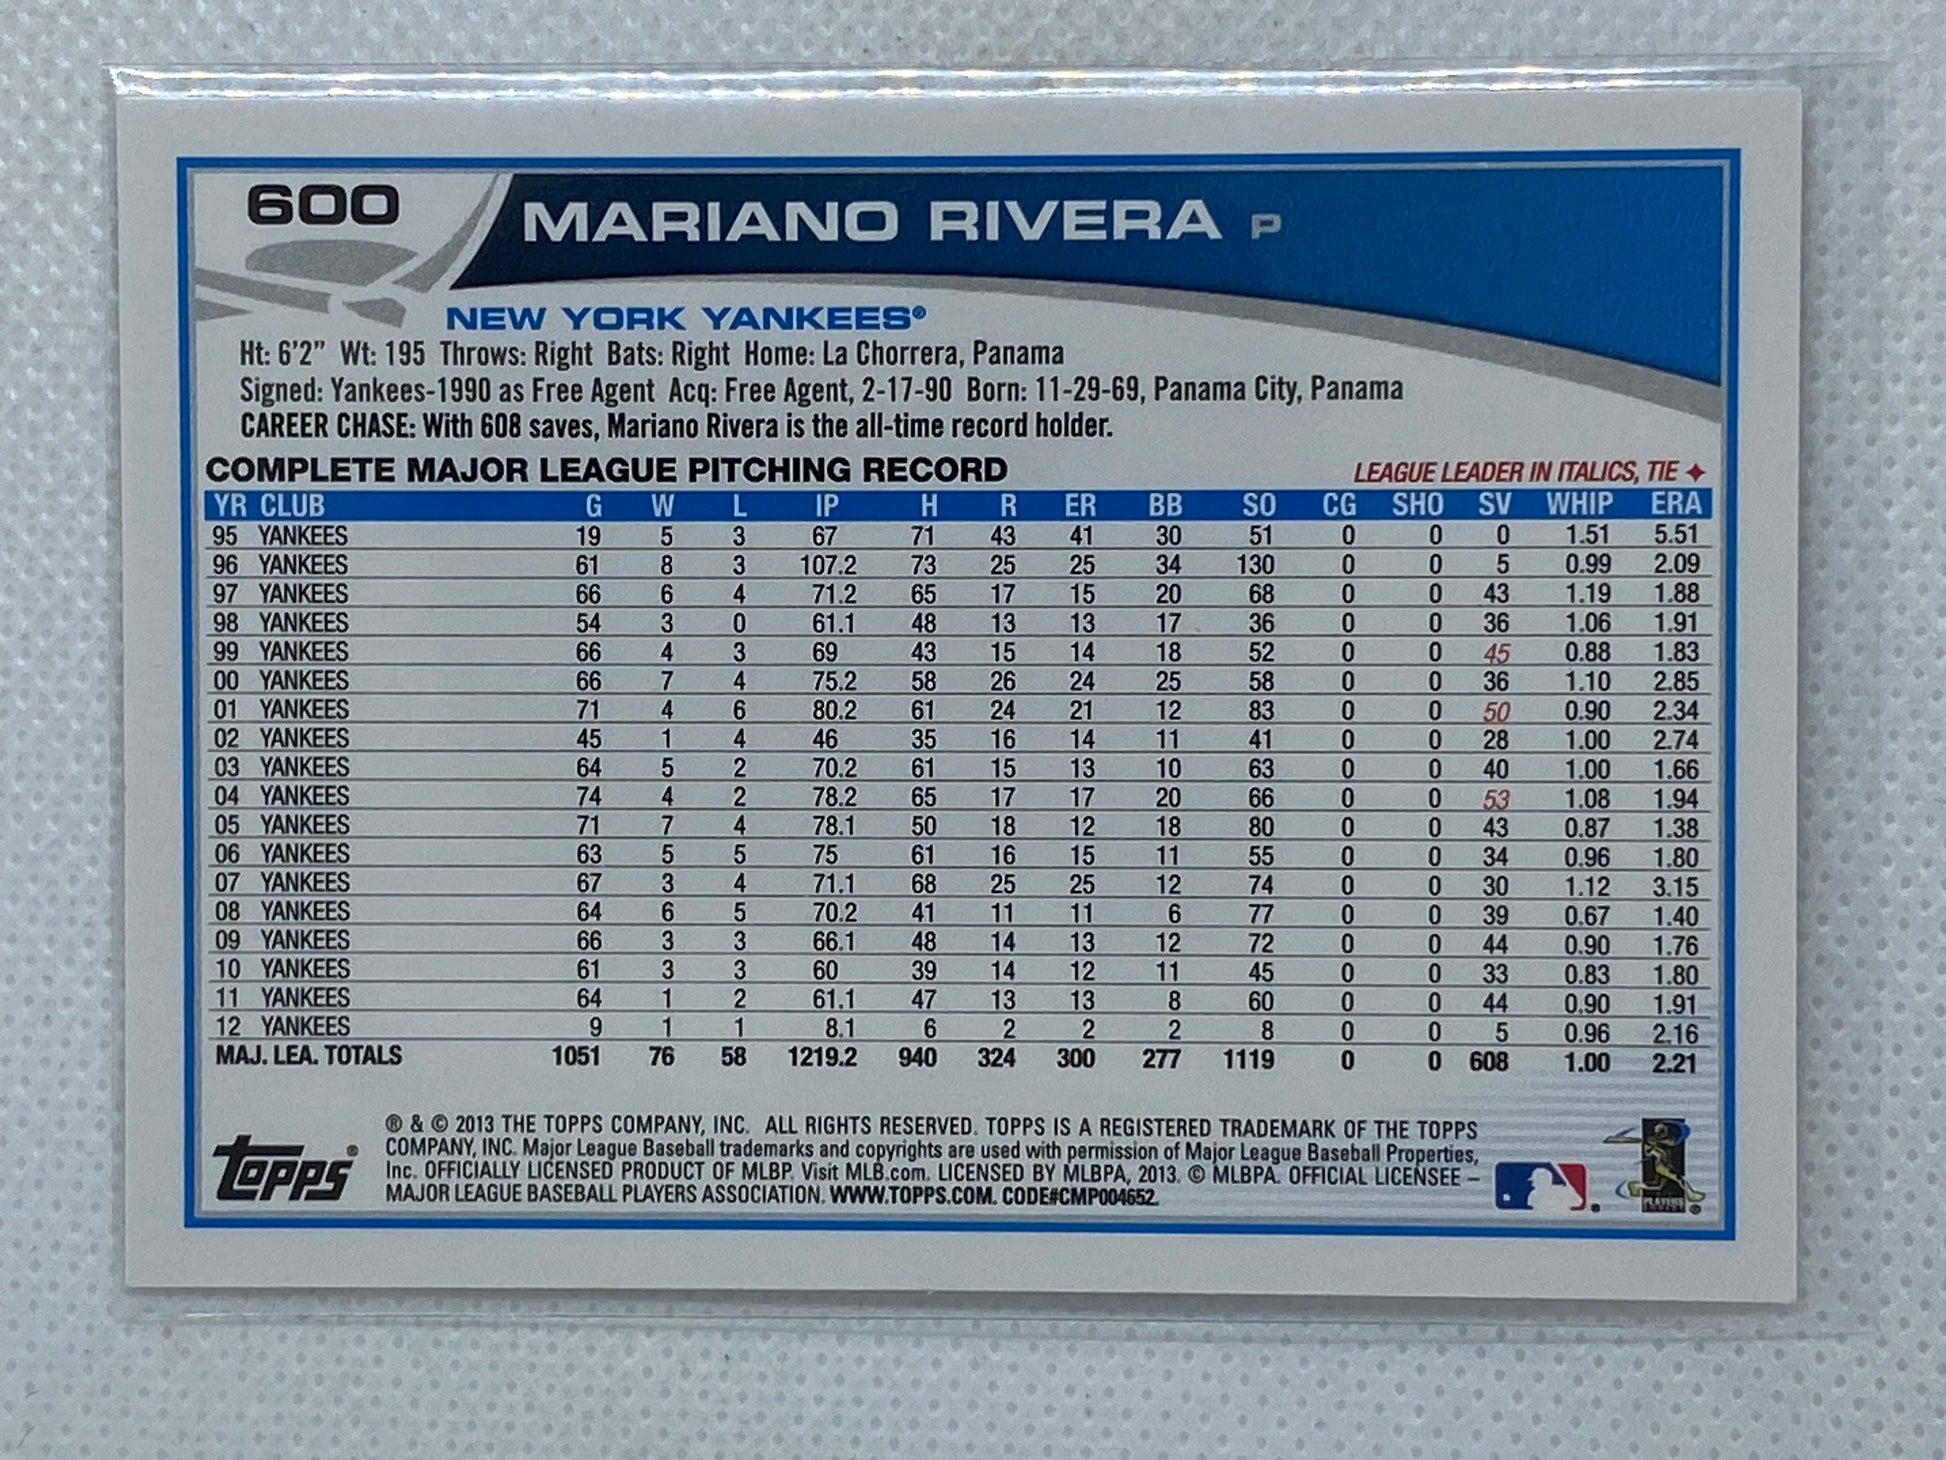 600
MARIANO RIVERA P
NEW YORK YANKEES®
Ht: 6'2" Wt: 195 Throws: Right Bats: Right Home: La Chorrera, Panama
Signed: Yankees-1990 as Free Agent Acq: Free Agent, 2-17-90 Born: 11-29-69, Panama City, Panama
CAREER CHASE: With 608 saves, Mariano Rivera is the all-time record holder.
COMPLETE MAJOR LEAGUE PITCHING RECORD LEAGUE LEADER IN ITALICS, TIE ✦
YR CLUB G W L IP H R ER BB SO CG SHO SV WHIP ERA
95 YANKEES 19 5 3 67 71 43 41 30 51 0 0 0 1.51 5.51
96 YANKEES 61 8 3 107.2 73 25 25 34 130 0 0 5 0.99 2.09
97 YANKEES 66 6 4 71.2 65 17 15 20 68 0 0 43 1.19 1.88
98 YANKEES 54 3 0 61.1 48 13 13 17 36 0 0 36 1.06 1.91
99 YANKEES 66 4 3 69 43 15 14 18 52 0 0 45 0.88 1.83
00 YANKEES 66 7 4 75.2 58 26 24 25 58 0 0 36 1.10 2.85
01 YANKEES 71 4 6 80.2 61 24 21 12 83 0 0 50 0.90 2.34
02 YANKEES 45 1 4 46 35 16 14 11 41 0 0 28 1.00 2.74
03 YANKEES 64 5 2 70.2 61 15 13 10 63 0 0 40 1.00 1.66
04 YANKEES 74 4 2 78.2 65 17 17 20 66 0 0 53 1.08 1.94
05 YANKEES 71 7 4 78.1 50 18 12 18 80 0 0 43 0.87 1.38
06 YANKEES 63 5 5 75 61 16 15 11 55 0 0 34 0.96 1.80
07 YANKEES 67 3 4 71.1 68 25 25 12 74 0 0 30 1.12 3.15
08 YANKEES 64 6 5 70.2 41 11 11 6 77 0 0 39 0.67 1.40
09 YANKEES 66 3 3 66.1 48 14 13 12 72 0 0 44 0.90 1.76
10 YANKEES 61 3 3 60 39 14 12 11 45 0 0 33 0.83 1.80
11 YANKEES 64 1 2 61.1 47 13 13 8 60 0 0 44 0.90 1.91
12 YANKEES 9 1 1 8.1 6 2 2 2 8 0 0 5 0.96 2.16
MAJ. LEA. TOTALS 1051 76 58 1219.2 940 324 300 277 1119 0 0 608 1.00 2.21
® & © 2013 THE TOPPS COMPANY, INC. ALL RIGHTS RESERVED. TOPPS IS A REGISTERED TRADEMARK OF THE TOPPS
COMPANY, INC. Major League Baseball trademarks and copyrights are used with permission of Major League Baseball Properties,
Inc. OFFICIALLY LICENSED PRODUCT OF MLBP. Visit MLB.com. LICENSED BY MLBPA, 2013. © MLBPA. OFFICIAL LICENSEE –
MAJOR LEAGUE BASEBALL PLAYERS ASSOCIATION. WWW.TOPPS.COM. CODE#CMP004652.
topps®
PLAYERS